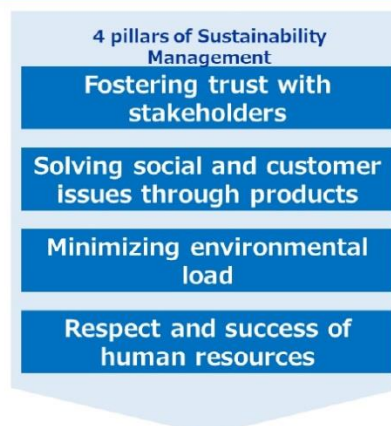 4 pillars of Sustainability
Management
Fostering trust with
stakeholders
Solving social and customer
issues through products
Minimizing environmental
load
Respect and success of
human resources